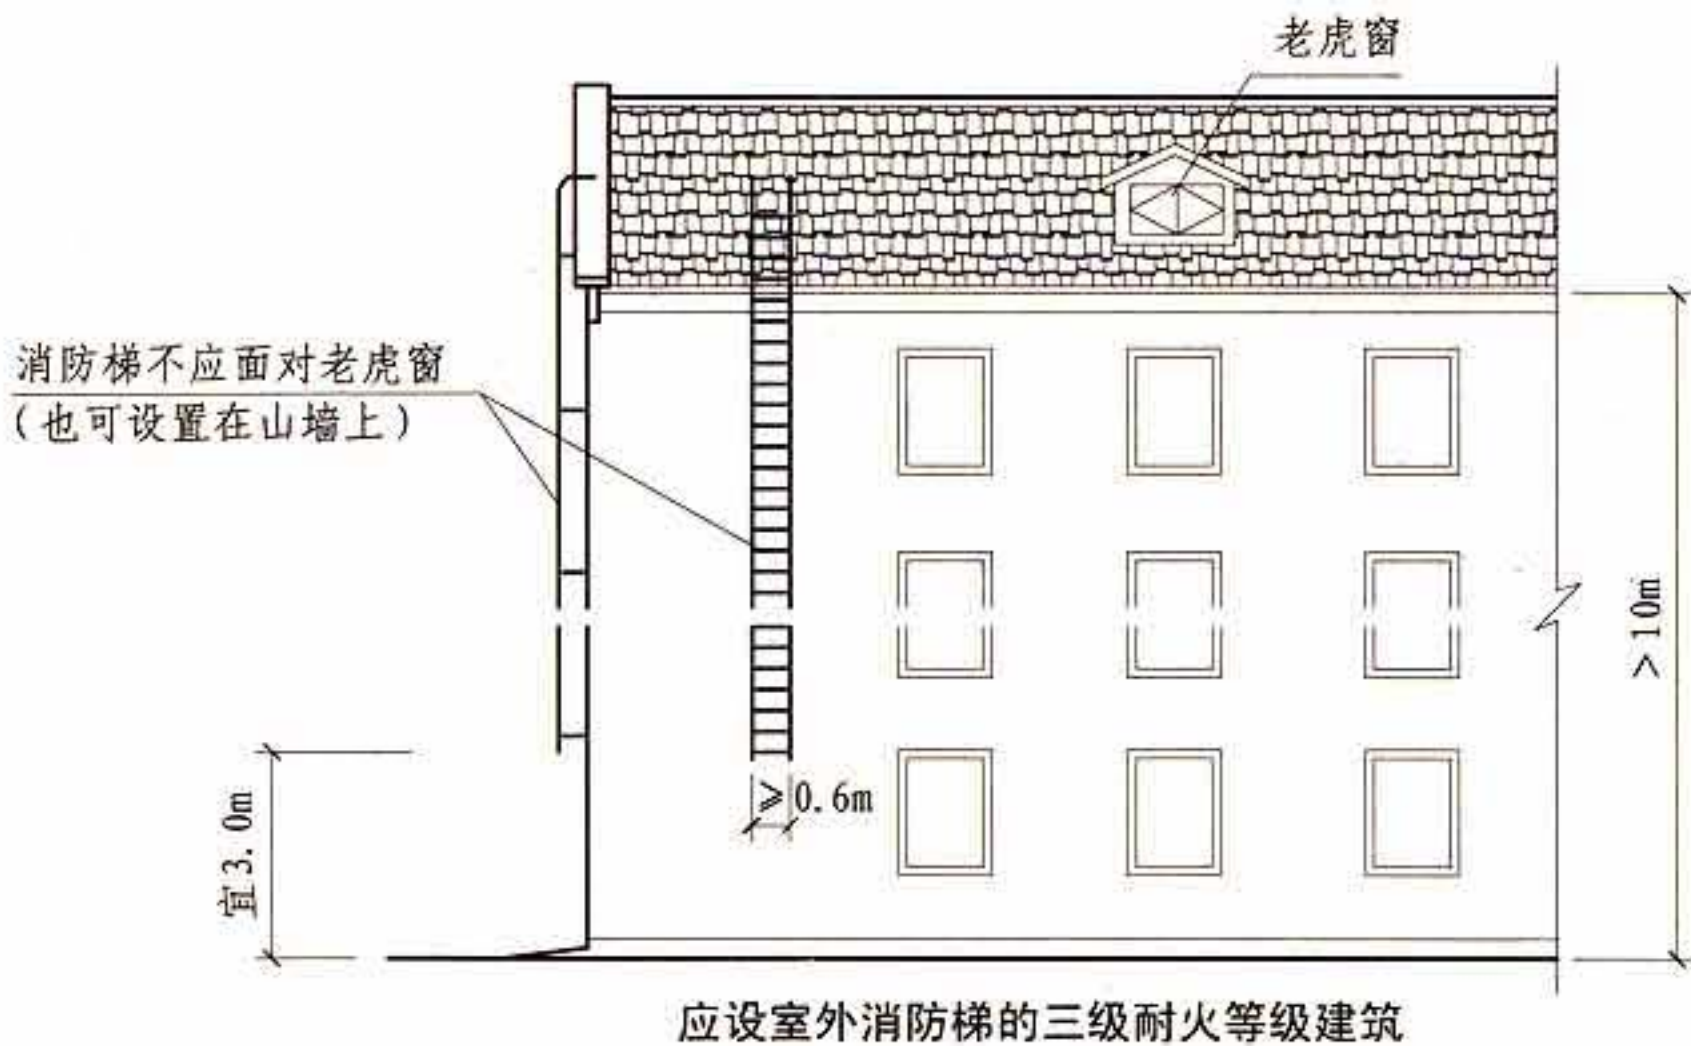 老虎窗
消防梯不应面对老虎窗
(也可设置在山墙上)
>10m
≥0.6m
宜3.0m
应设室外消防梯的三级耐火等级建筑